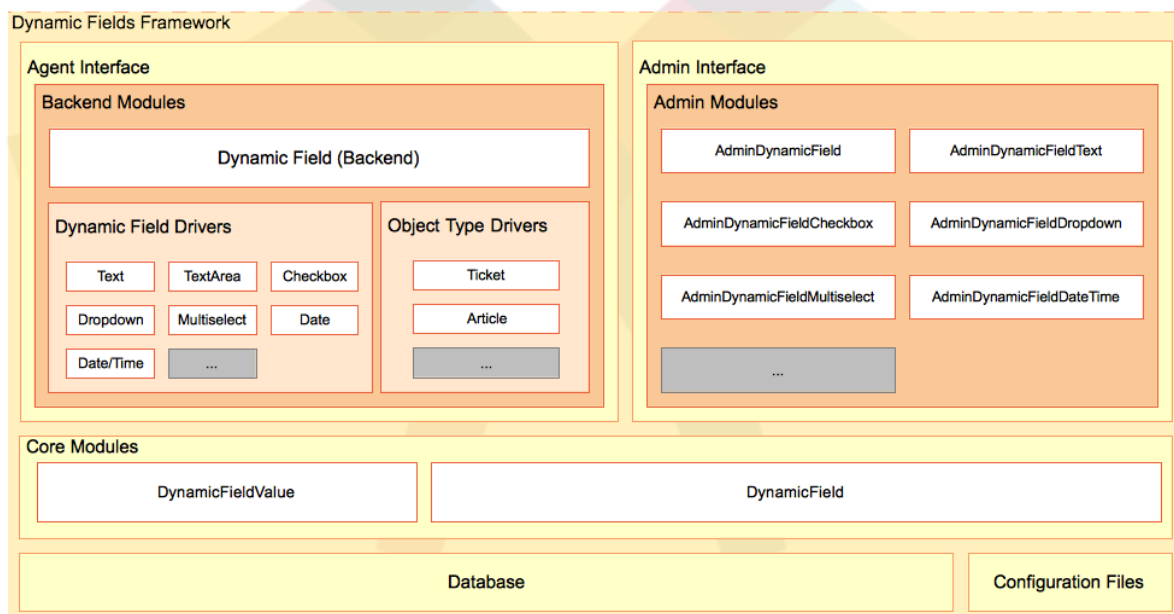 Dynamic Fields Framework
Agent Interface
Backend Modules
Dynamic Field (Backend)
Dynamic Field Drivers
Text
TextArea
Checkbox
Dropdown
Multiselect
Date
Date/Time
...
Object Type Drivers
Ticket
Article
...
Admin Interface
Admin Modules
AdminDynamicField
AdminDynamicFieldText
AdminDynamicFieldCheckbox
AdminDynamicFieldDropdown
AdminDynamicFieldMultiselect
AdminDynamicFieldDateTime
...
Core Modules
DynamicFieldValue
DynamicField
Database
Configuration Files